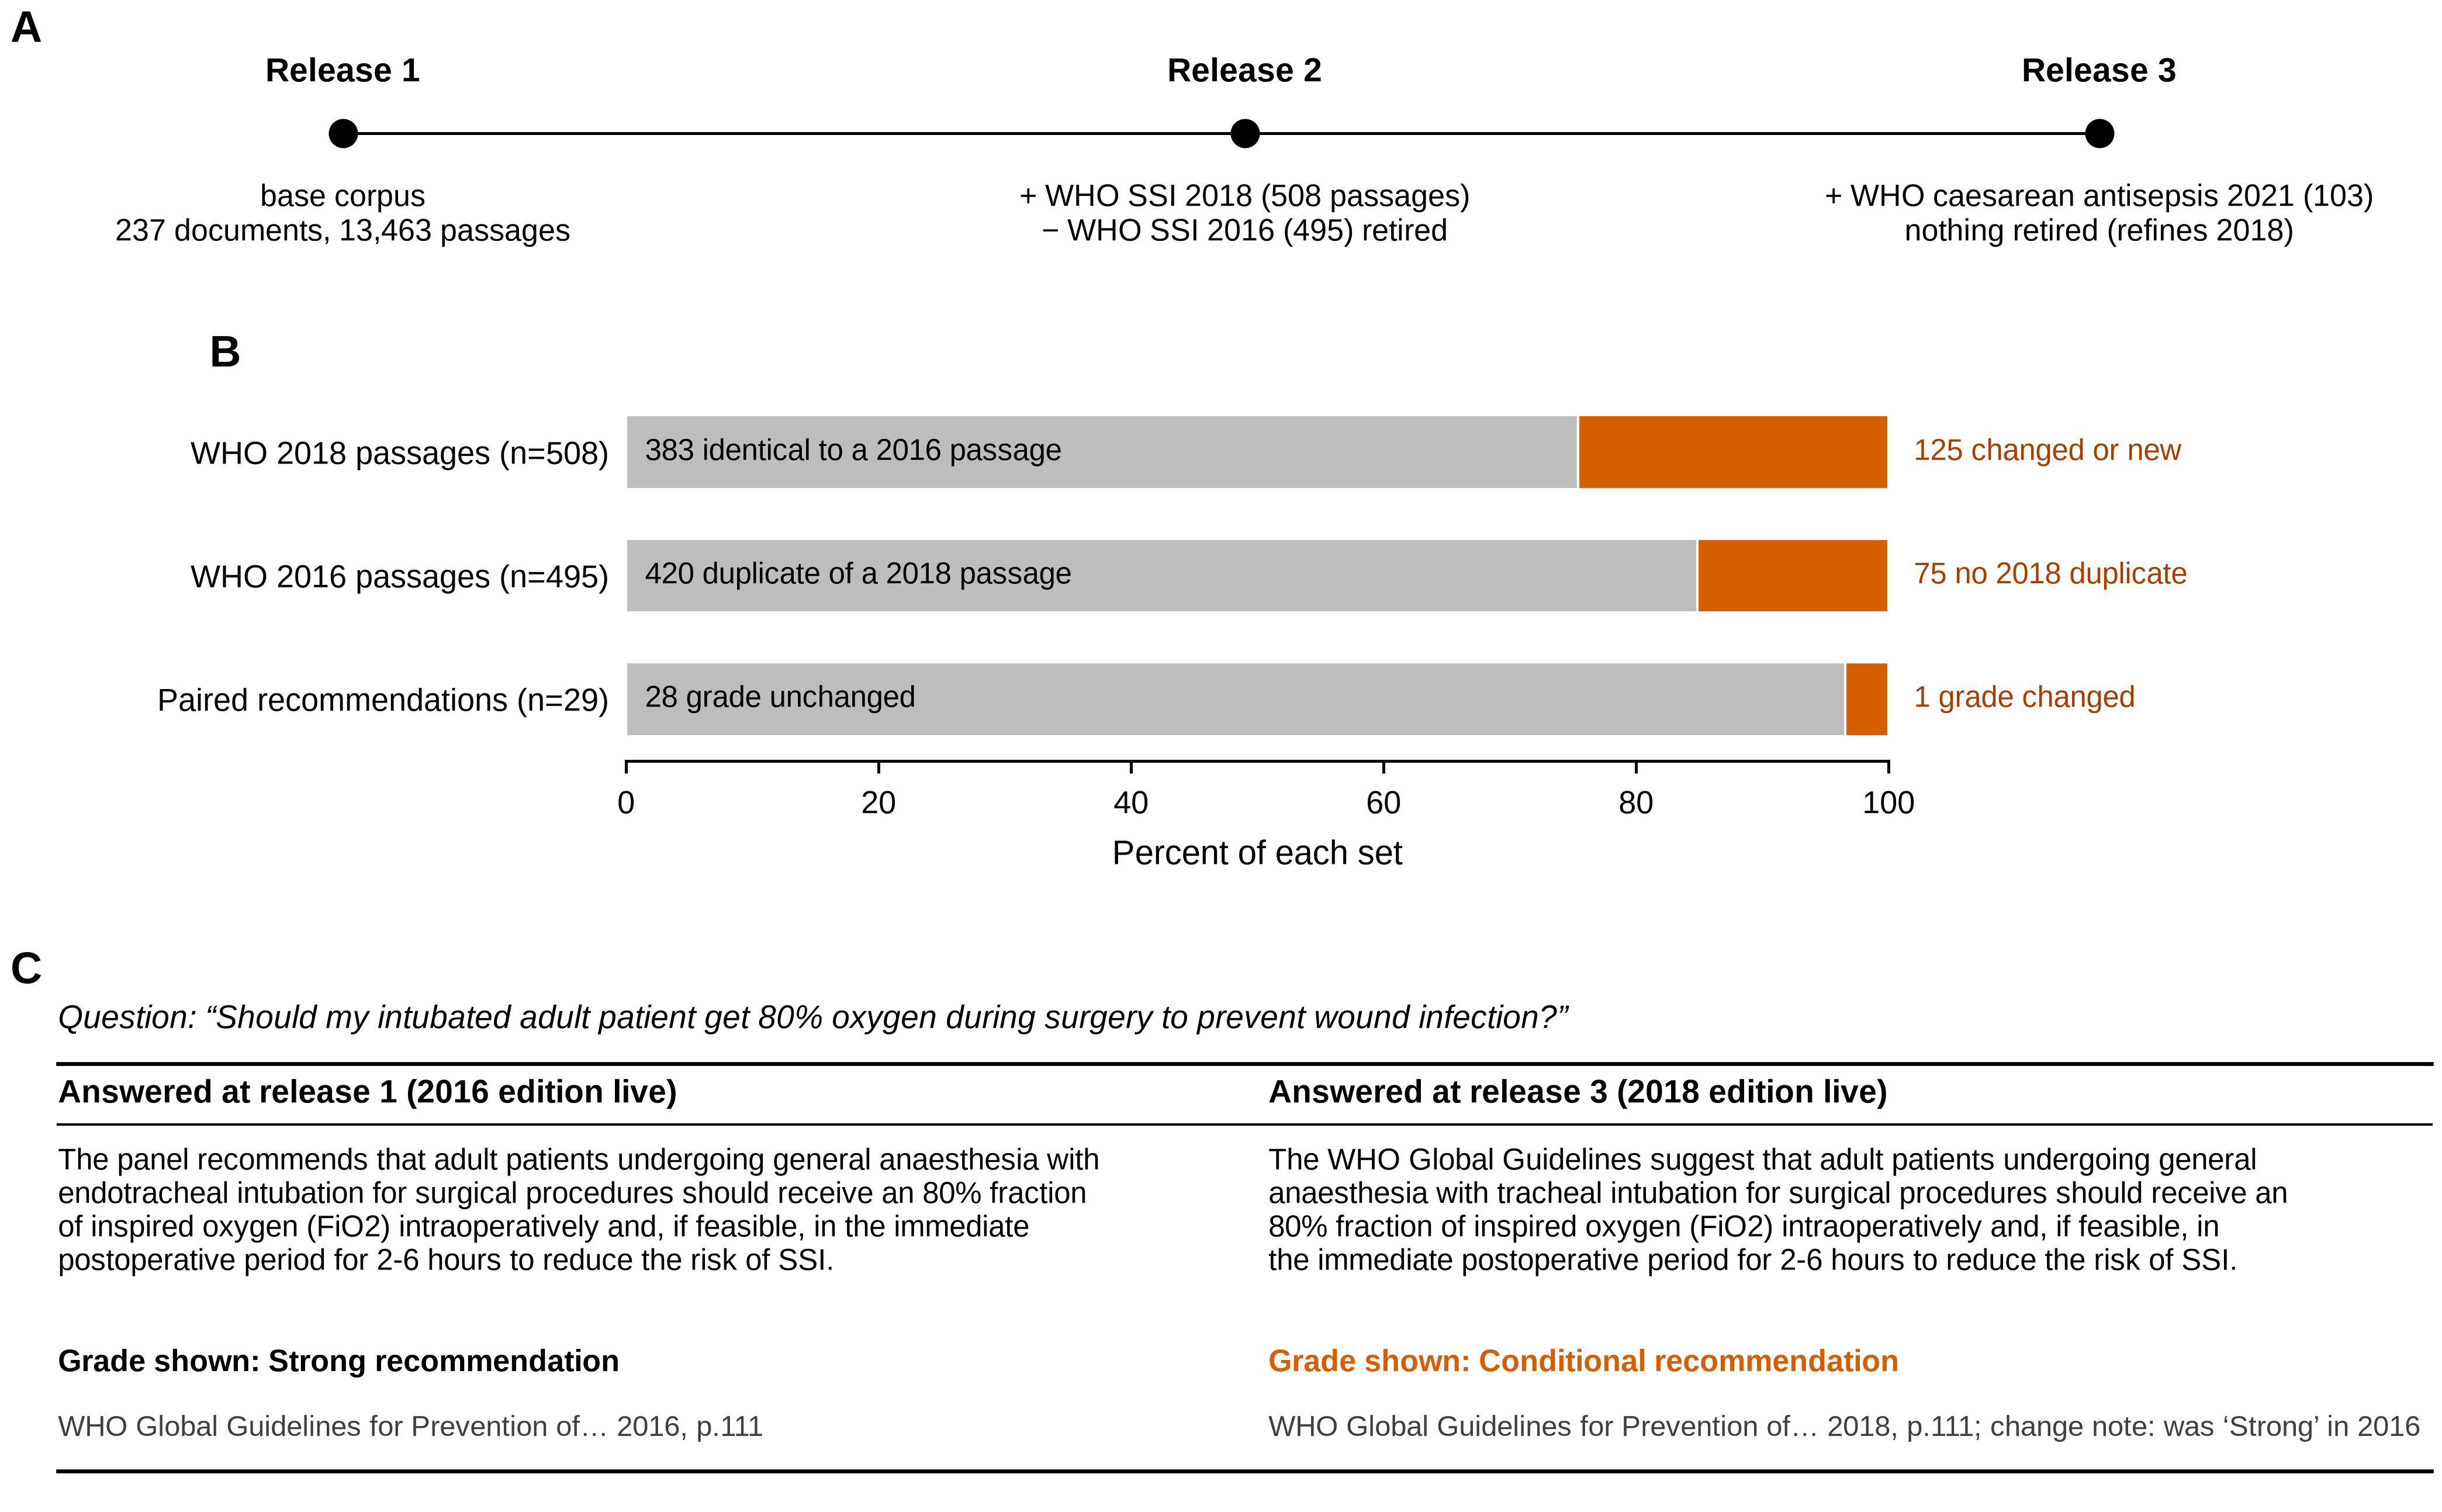 A
Release 1
Release 2
Release 3
base corpus
237 documents, 13,463 passages
+ WHO SSI 2018 (508 passages)
− WHO SSI 2016 (495) retired
+ WHO caesarean antisepsis 2021 (103)
nothing retired (refines 2018)
B
WHO 2018 passages (n=508)
383 identical to a 2016 passage
125 changed or new
WHO 2016 passages (n=495)
420 duplicate of a 2018 passage
75 no 2018 duplicate
Paired recommendations (n=29)
28 grade unchanged
1 grade changed
0
20
40
60
80
100
Percent of each set
C
Question: “Should my intubated adult patient get 80% oxygen during surgery to prevent wound infection?”
Answered at release 1 (2016 edition live)
The panel recommends that adult patients undergoing general anaesthesia with
endotracheal intubation for surgical procedures should receive an 80% fraction
of inspired oxygen (FiO2) intraoperatively and, if feasible, in the immediate
postoperative period for 2-6 hours to reduce the risk of SSI.
Grade shown: Strong recommendation
WHO Global Guidelines for Prevention of… 2016, p.111
Answered at release 3 (2018 edition live)
The WHO Global Guidelines suggest that adult patients undergoing general
anaesthesia with tracheal intubation for surgical procedures should receive an
80% fraction of inspired oxygen (FiO2) intraoperatively and, if feasible, in
the immediate postoperative period for 2-6 hours to reduce the risk of SSI.
Grade shown: Conditional recommendation
WHO Global Guidelines for Prevention of… 2018, p.111; change note: was ‘Strong’ in 2016